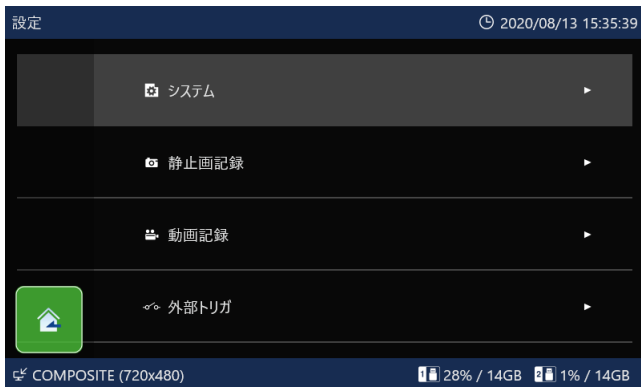 設定 2020/08/13 15:35:39
システム
静止画記録
動画記録
外部トリガ
COMPOSITE (720x480) 1 28% / 14GB 2 1% / 14GB